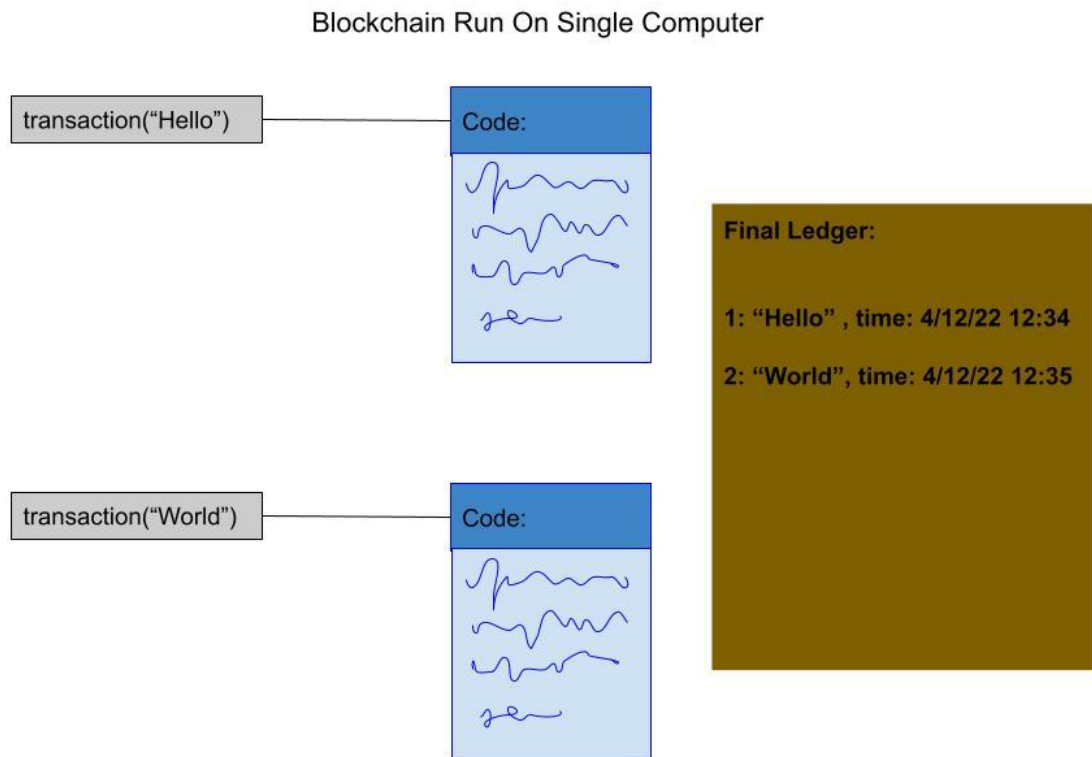 Blockchain Run On Single Computer
transaction(“Hello”)
Code:
Final Ledger:
1: “Hello” , time: 4/12/22 12:34
2: “World”, time: 4/12/22 12:35
transaction(“World”)
Code: